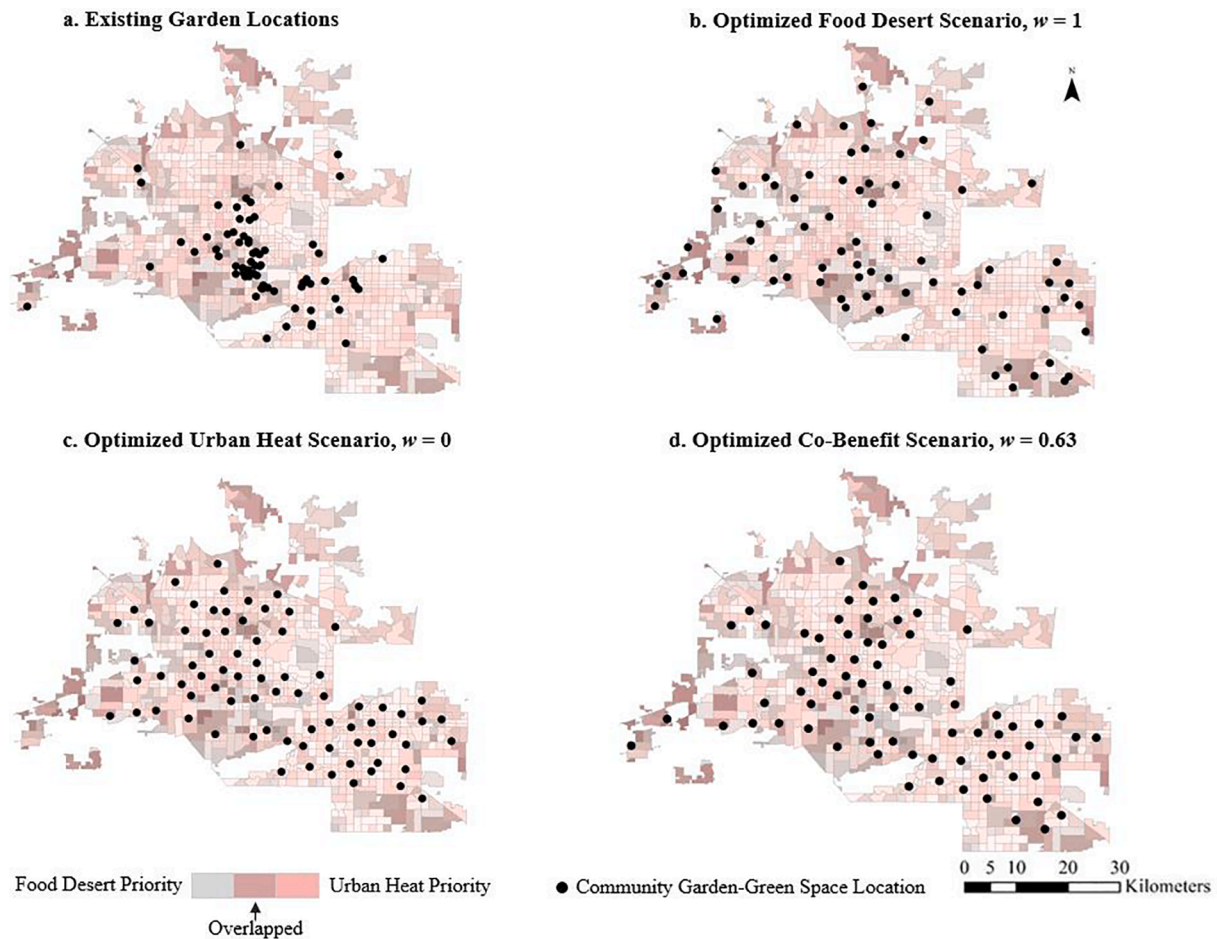 a. Existing Garden Locations
b. Optimized Food Desert Scenario, w = 1
N
c. Optimized Urban Heat Scenario, w = 0
d. Optimized Co-Benefit Scenario, w = 0.63
Food Desert Priority
Urban Heat Priority
Overlapped
Community Garden-Green Space Location
0 5 10 20 30
Kilometers